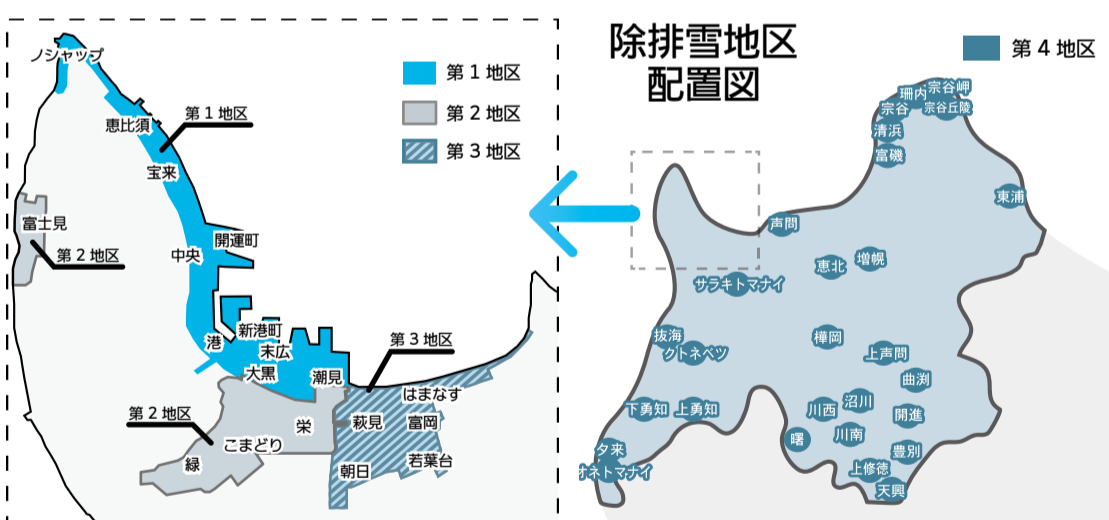 除排雪地区
配置図
第1地区
第2地区
第3地区
第4地区
ノシャップ
恵比須
第1地区
宝来
富士見
第2地区
中央
開運町
港
新港町
末広
大黒
潮見
第3地区
はまなす
第2地区
栄
萩見
富岡
こまどり
緑
朝日
若葉台
珊内
宗谷岬
宗谷
宗谷丘陵
清浜
富磯
東浦
声問
恵北
増幌
サラキトマナイ
抜海
クトネベツ
樺岡
上声問
曲渕
下勇知
上勇知
川西
沼川
開進
曙
川南
豊別
夕来
オネトマナイ
上修徳
天興